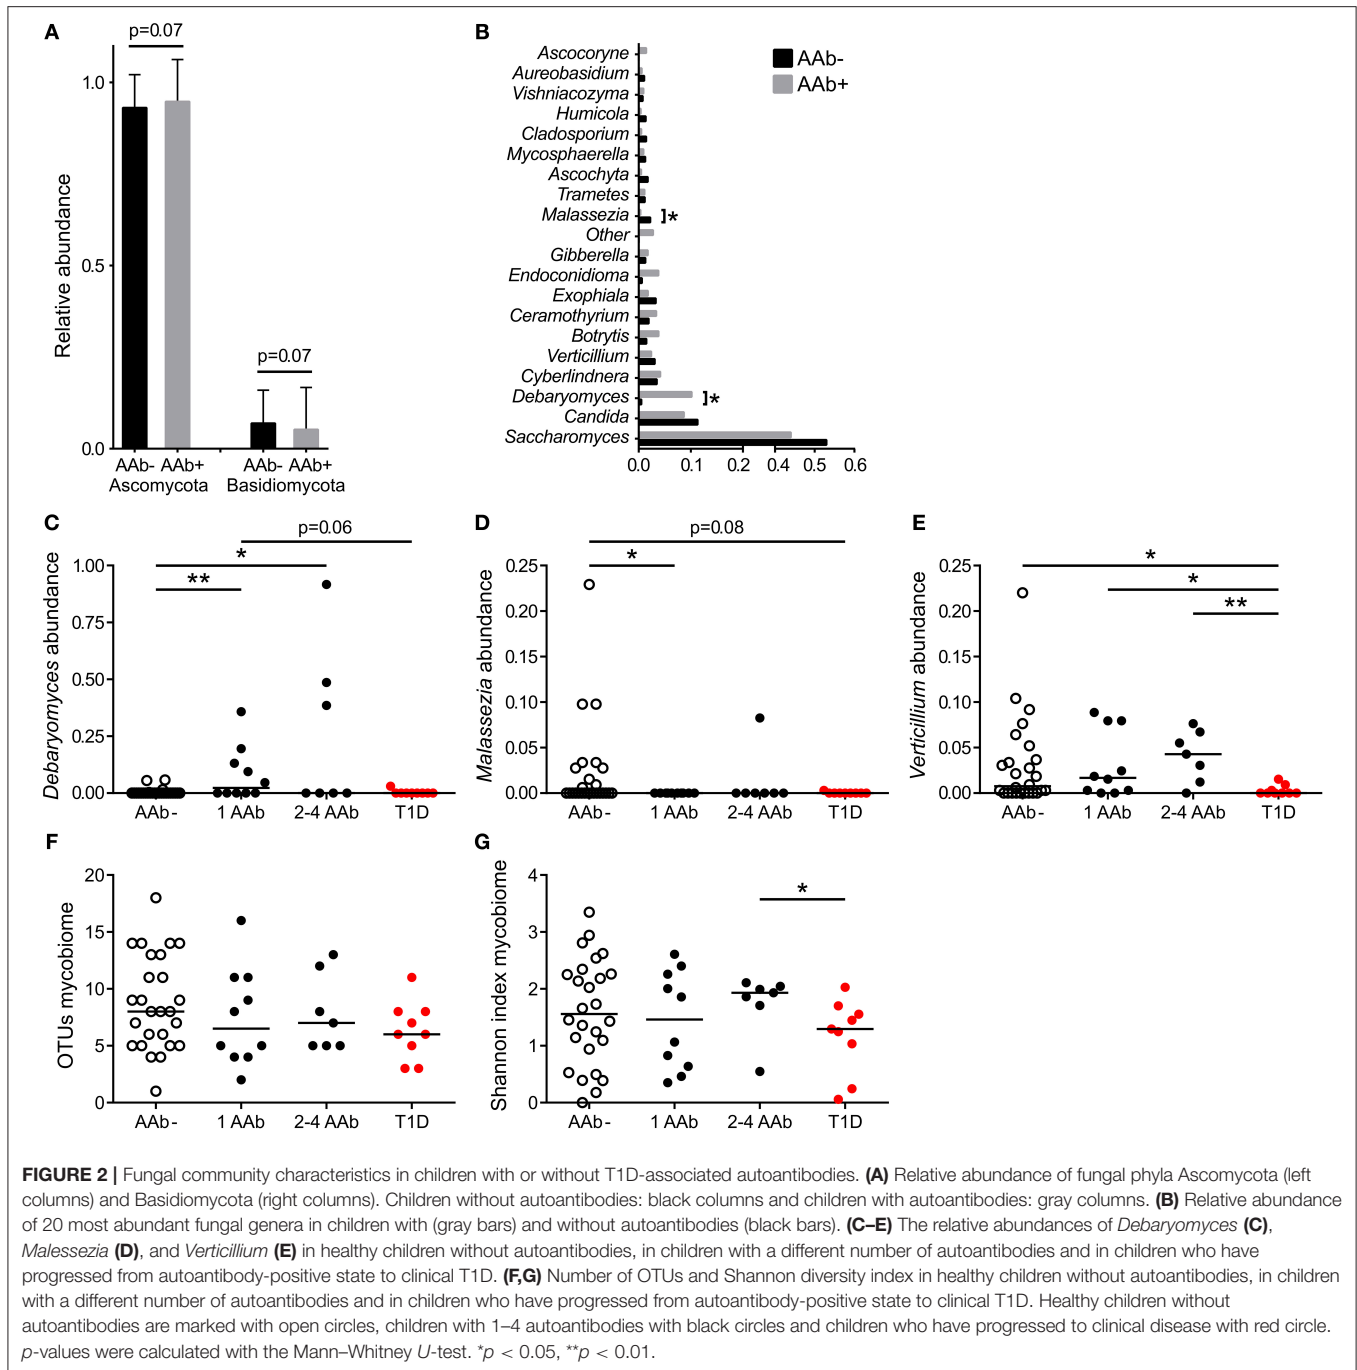 A
p=0.07
1.0
0.5
0.0
Relative abundance
p=0.07
AAb- AAb+ AAb- AAb+
Ascomycota Basidiomycota
B
AAb-
AAb+
Ascocoryne
Aureobasidium
Vishniacozyma
Humicola
Cladosporium
Mycosphaerella
Ascochyta
Trametes
Malassezia
*
Other
Gibberella
Endoconidioma
Exophiala
Ceramothyrium
Botrytis
Verticillium
Cyberlindnera
Debaryomyces
*
Candida
Saccharomyces
0.0 0.1 0.2 0.4 0.5 0.6
C
p=0.06
*
**
1.00
0.75
0.50
0.25
0.00
Debaryomyces abundance
AAb- 1 AAb 2-4 AAb T1D
D
p=0.08
*
0.25
0.20
0.15
0.10
0.05
0.00
Malassezia abundance
AAb- 1 AAb 2-4 AAb T1D
E
*
*
**
0.25
0.20
0.15
0.10
0.05
0.00
Verticillium abundance
AAb- 1 AAb 2-4 AAb T1D
F
20
15
10
5
0
OTUs mycobiome
AAb- 1 AAb 2-4 AAb T1D
G
*
4
3
2
1
0
Shannon index mycobiome
AAb- 1 AAb 2-4 AAb T1D
FIGURE 2 | Fungal community characteristics in children with or without T1D-associated autoantibodies. (A) Relative abundance of fungal phyla Ascomycota (left
columns) and Basidiomycota (right columns). Children without autoantibodies: black columns and children with autoantibodies: gray columns. (B) Relative abundance
of 20 most abundant fungal genera in children with (gray bars) and without autoantibodies (black bars). (C–E) The relative abundances of Debaryomyces (C),
Malessezia (D), and Verticillium (E) in healthy children without autoantibodies, in children with a different number of autoantibodies and in children who have
progressed from autoantibody-positive state to clinical T1D. (F,G) Number of OTUs and Shannon diversity index in healthy children without autoantibodies, in children
with a different number of autoantibodies and in children who have progressed from autoantibody-positive state to clinical T1D. Healthy children without
autoantibodies are marked with open circles, children with 1–4 autoantibodies with black circles and children who have progressed to clinical disease with red circle.
p-values were calculated with the Mann–Whitney U-test. *p < 0.05, **p < 0.01.